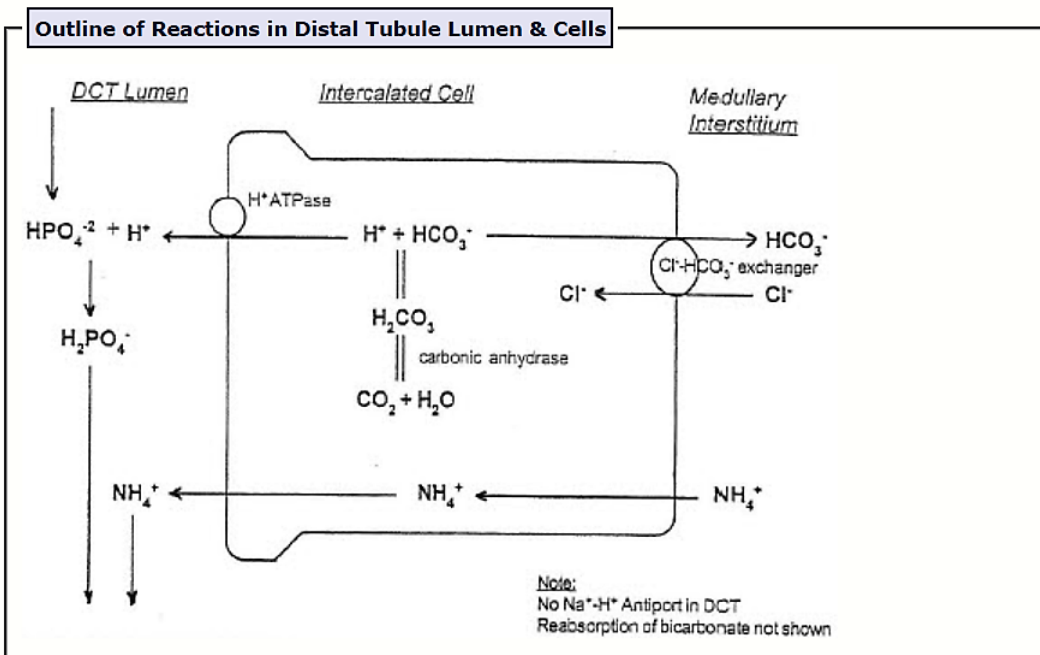 Outline of Reactions in Distal Tubule Lumen & Cells
DCT Lumen
Intercalated Cell
Medullary
Interstitium
H⁺ATPase
HPO₄⁻² + H⁺
H⁺ + HCO₃⁻
HCO₃⁻
Cl⁻-HCO₃⁻ exchanger
Cl⁻
Cl⁻
H₂PO₄⁻
H₂CO₃
carbonic anhydrase
CO₂ + H₂O
NH₄⁺
NH₄⁺
NH₄⁺
Note:
No Na⁺-H⁺ Antiport in DCT
Reabsorption of bicarbonate not shown